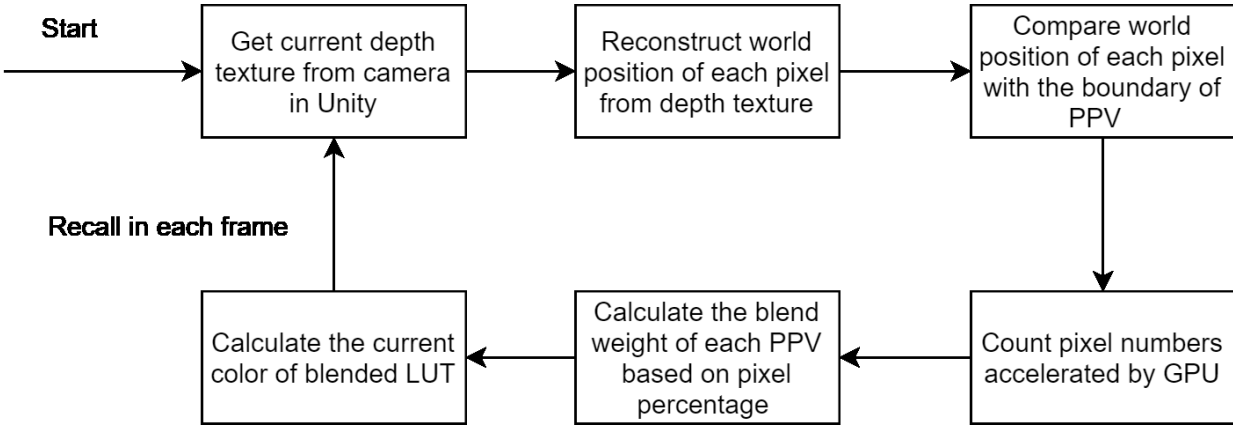 Start
Get current depth
texture from camera
in Unity
Reconstruct world
position of each pixel
from depth texture
Compare world
position of each pixel
with the boundary of
PPV
Recall in each frame
Calculate the current
color of blended LUT
Calculate the blend
weight of each PPV
based on pixel
percentage
Count pixel numbers
accelerated by GPU